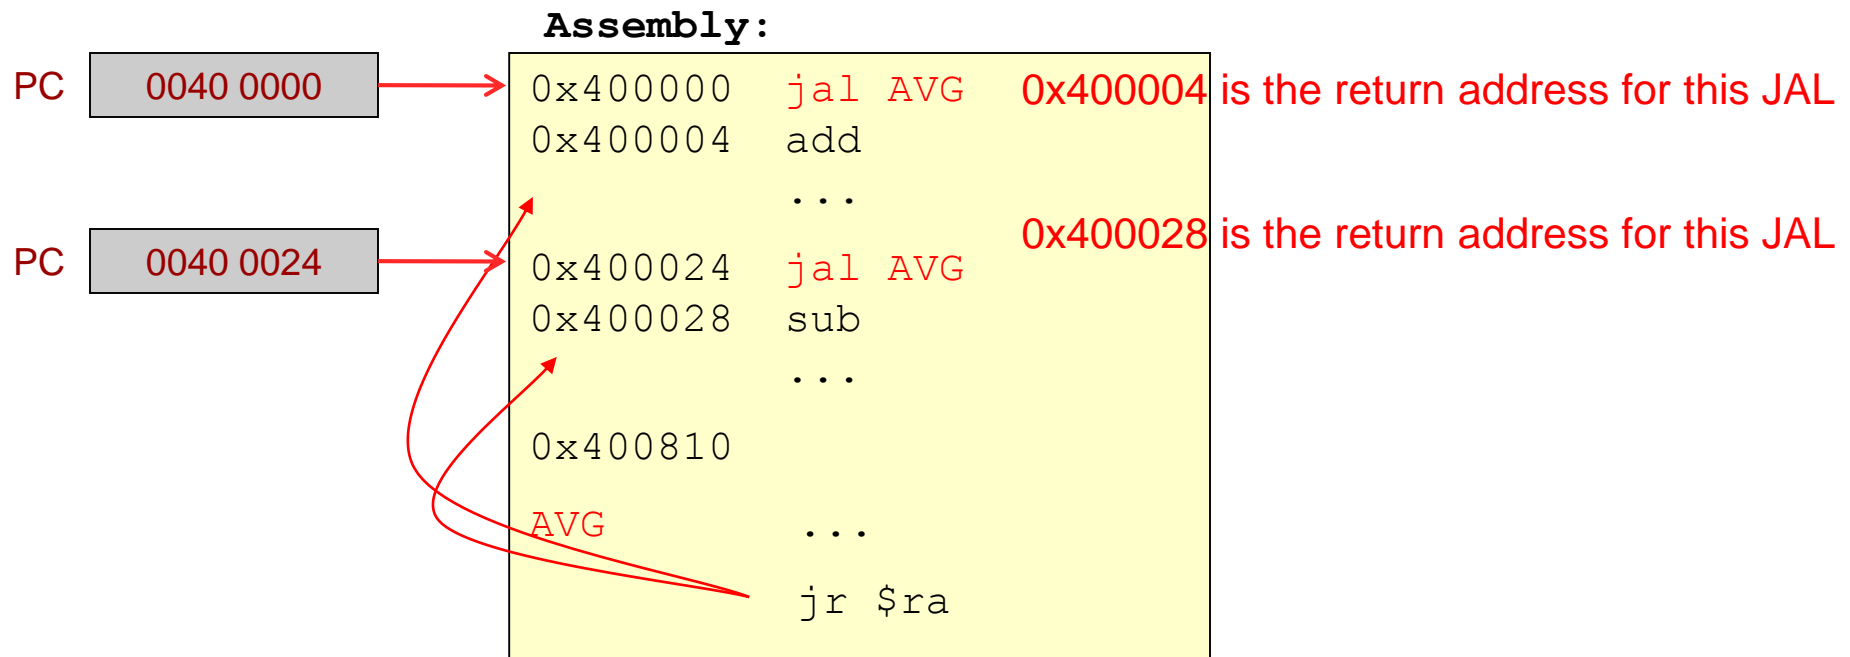 Assembly:
PC 0040 0000 0x400000 jal AVG 0x400004 is the return address for this JAL
0x400004 add
...
0x400028 is the return address for this JAL
PC 0040 0024 0x400024 jal AVG
0x400028 sub
...
0x400810
AVG ...
jr $ra